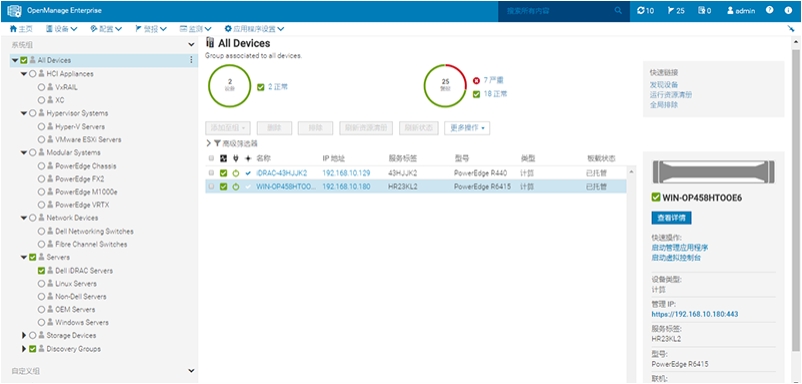 OpenManage Enterprise
搜索所有内容
10
25
0
admin
主页
设备
配置
警报
监测
应用程序设置
系统组
All Devices
HCI Appliances
VxRAIL
XC
Hypervisor Systems
Hyper-V Servers
VMware ESXi Servers
Modular Systems
PowerEdge Chassis
PowerEdge FX2
PowerEdge M1000e
PowerEdge VRTX
Network Devices
Dell Networking Switches
Fibre Channel Switches
Servers
Dell iDRAC Servers
Linux Servers
Non-Dell Servers
OEM Servers
Windows Servers
Storage Devices
Discovery Groups
自定义组
All Devices
Group associated to all devices.
2
设备
2 正常
25
警报
7 严重
18 正常
添加至组
删除
排除
刷新资源清册
刷新状态
更多操作
高级筛选器
名称 IP 地址 服务标签 型号 类型 板载状态
iDRAC-43HJJK2 192.168.10.129 43HJJK2 PowerEdge R440 计算 已托管
WIN-OP458HTOO... 192.168.10.180 HR23KL2 PowerEdge R6415 计算 已托管
快速链接
发现设备
运行资源清册
全局排除
WIN-OP458HTOOE6
查看详情
快速操作:
启动管理应用程序
启动虚拟控制台
设备类型:
计算
管理 IP:
https://192.168.10.180:443
服务标签:
HR23KL2
型号:
PowerEdge R6415
联机: